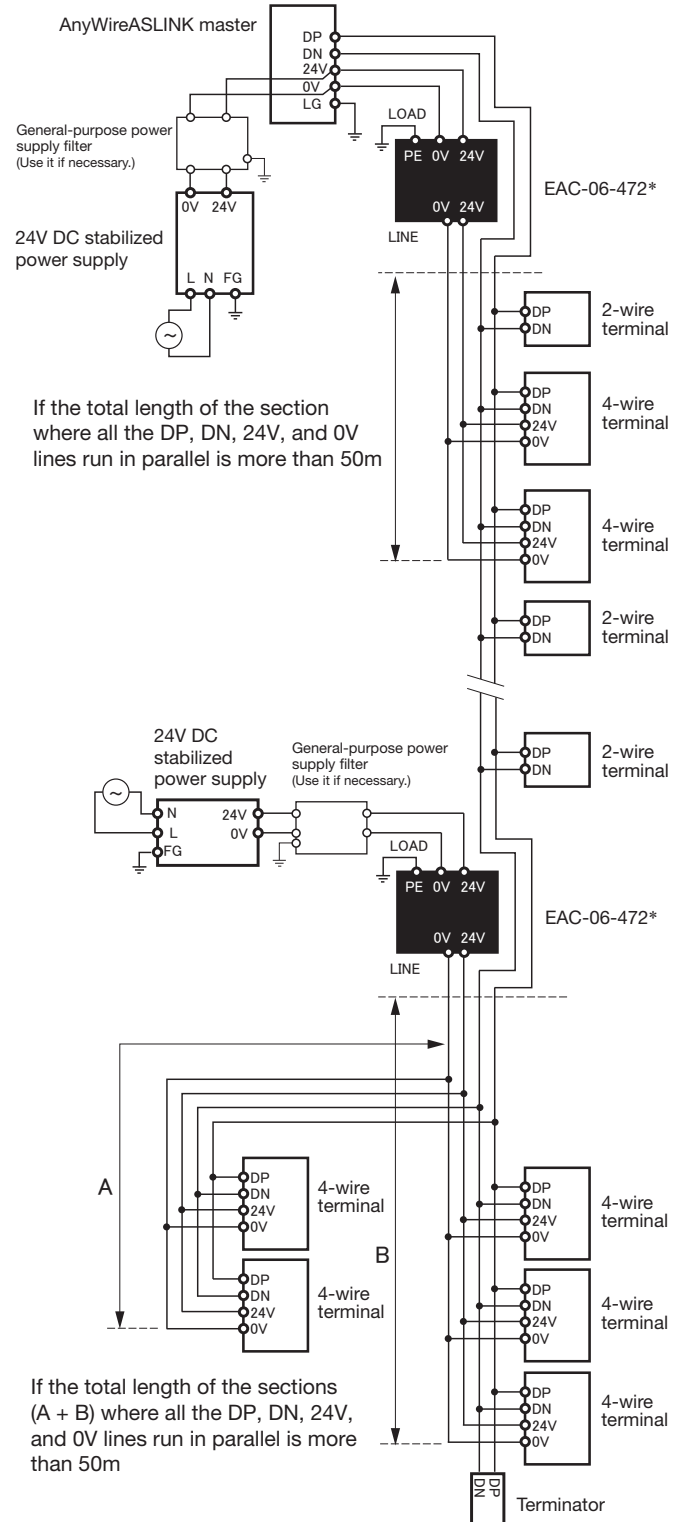 AnyWireASLINK master
DP
DN
24V
0V
LG
General-purpose power
supply filter
(Use it if necessary.)
LOAD
PE 0V 24V
0V 24V
LINE
EAC-06-472*
0V 24V
24V DC stabilized
power supply
L N FG
~
If the total length of the section
where all the DP, DN, 24V, and 0V
lines run in parallel is more than 50m
DP
DN
2-wire
terminal
DP
DN
24V
0V
4-wire
terminal
DP
DN
24V
0V
4-wire
terminal
DP
DN
2-wire
terminal
DP
DN
2-wire
terminal
24V DC
stabilized
power supply
General-purpose power
supply filter
(Use it if necessary.)
~
N 24V
L 0V
FG
LOAD
PE 0V 24V
0V 24V
LINE
EAC-06-472*
A
B
DP
DN
24V
0V
4-wire
terminal
DP
DN
24V
0V
4-wire
terminal
DP
DN
24V
0V
4-wire
terminal
DP
DN
24V
0V
4-wire
terminal
DP
DN
24V
0V
4-wire
terminal
If the total length of the sections
(A + B) where all the DP, DN, 24V,
and 0V lines run in parallel is more
than 50m
DN
DP
Terminator